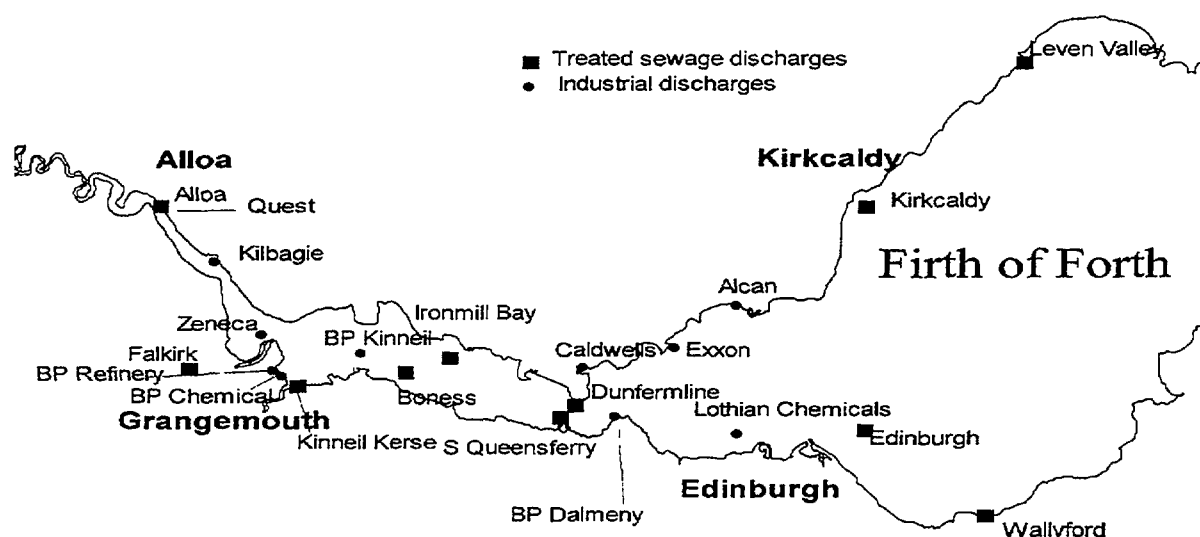 Leven Valley
Treated sewage discharges
Industrial discharges
Alloa
Kirkcaldy
Alloa
Quest
Kirkcaldy
Kilbagie
Firth of Forth
Alcan
Ironmill Bay
Zeneca
BP Kinneil
Falkirk
Caldwells
Exxon
BP Refinery
BP Chemical
Boness
Dunfermline
Lothian Chemicals
Grangemouth
Kinneil Kerse
S Queensferry
Edinburgh
Edinburgh
BP Dalmeny
Wallyford